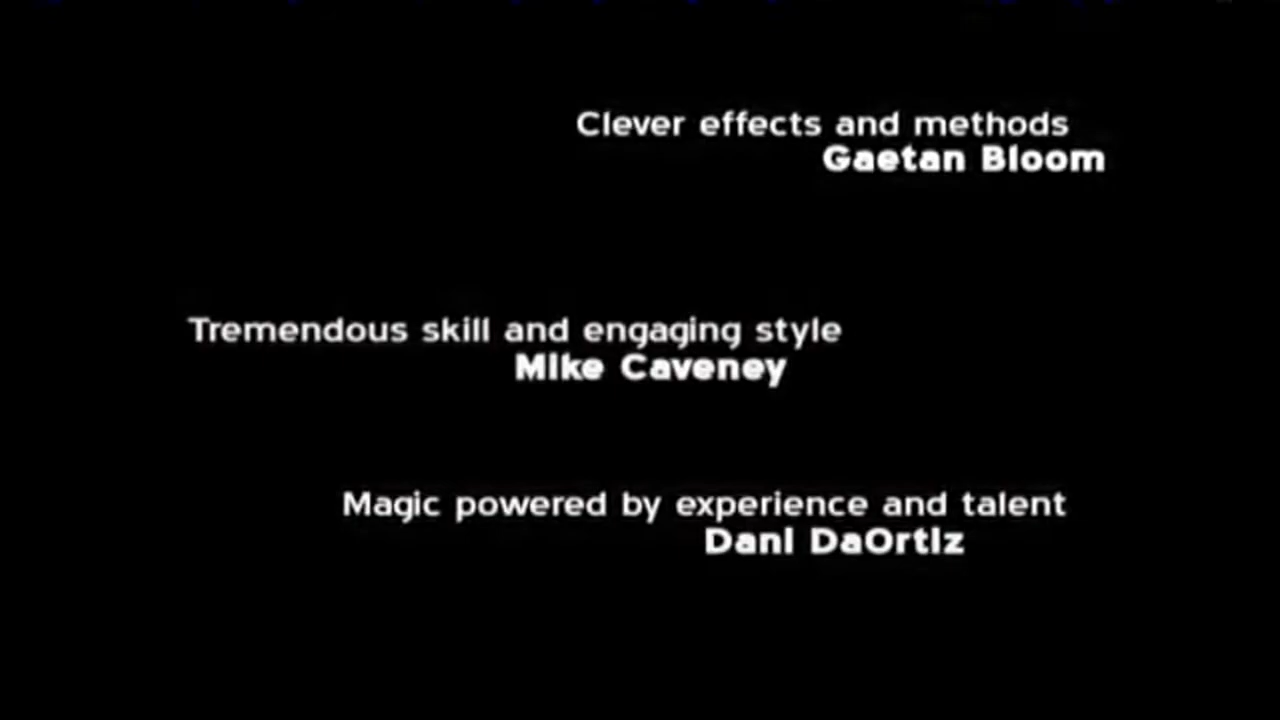 Clever effects and methods
Gaetan Bloom
Tremendous skill and engaging style
Mike Caveney
Magic powered by experience and talent
Dani DaOrtiz